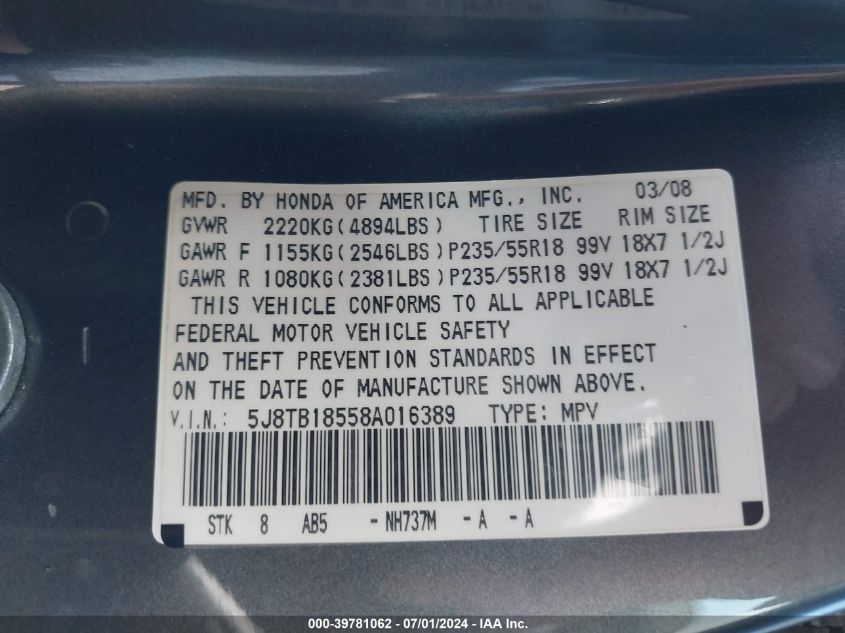 MFD. BY HONDA OF AMERICA MFG., INC. 03/08
GVWR 2220KG(4894LBS) TIRE SIZE RIM SIZE
GAWR F 1155KG(2546LBS)P235/55R18 99V 18X7 1/2J
GAWR R 1080KG(2381LBS)P235/55R18 99V 18X7 1/2J
THIS VEHICLE CONFORMS TO ALL APPLICABLE
FEDERAL MOTOR VEHICLE SAFETY
AND THEFT PREVENTION STANDARDS IN EFFECT
ON THE DATE OF MANUFACTURE SHOWN ABOVE.
V.I.N.: 5J8TB18558A016389 TYPE: MPV
STK 8 AB5 -NH737M -A -A
000-39781062 - 07/01/2024 - IAA Inc.